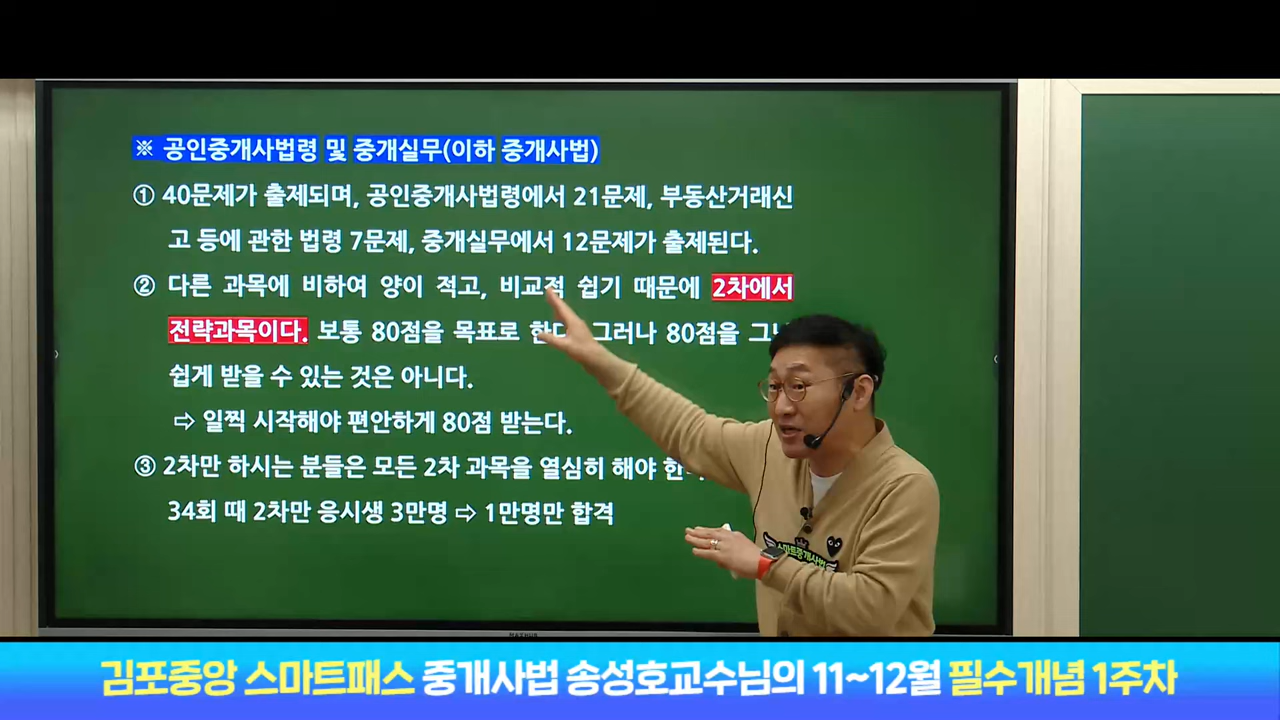 ※ 공인중개사법령 및 중개실무(이하 중개사법)
① 40문제가 출제되며, 공인중개사법령에서 21문제, 부동산거래신
고 등에 관한 법령 7문제, 중개실무에서 12문제가 출제된다.
② 다른 과목에 비하여 양이 적고, 비교적 쉽기 때문에 2차에서
전략과목이다. 보통 80점을 목표로 한다. 그러나 80점을
쉽게 받을 수 있는 것은 아니다.
⇨ 일찍 시작해야 편안하게 80점 받는다.
③ 2차만 하시는 분들은 모든 2차 과목을 열심히 해야
34회 때 2차만 응시생 3만명 ⇨ 1만명만 합격
스마트중개사법
김포중앙 스마트패스 중개사법 송성호교수님의 11~12월 필수개념 1주차